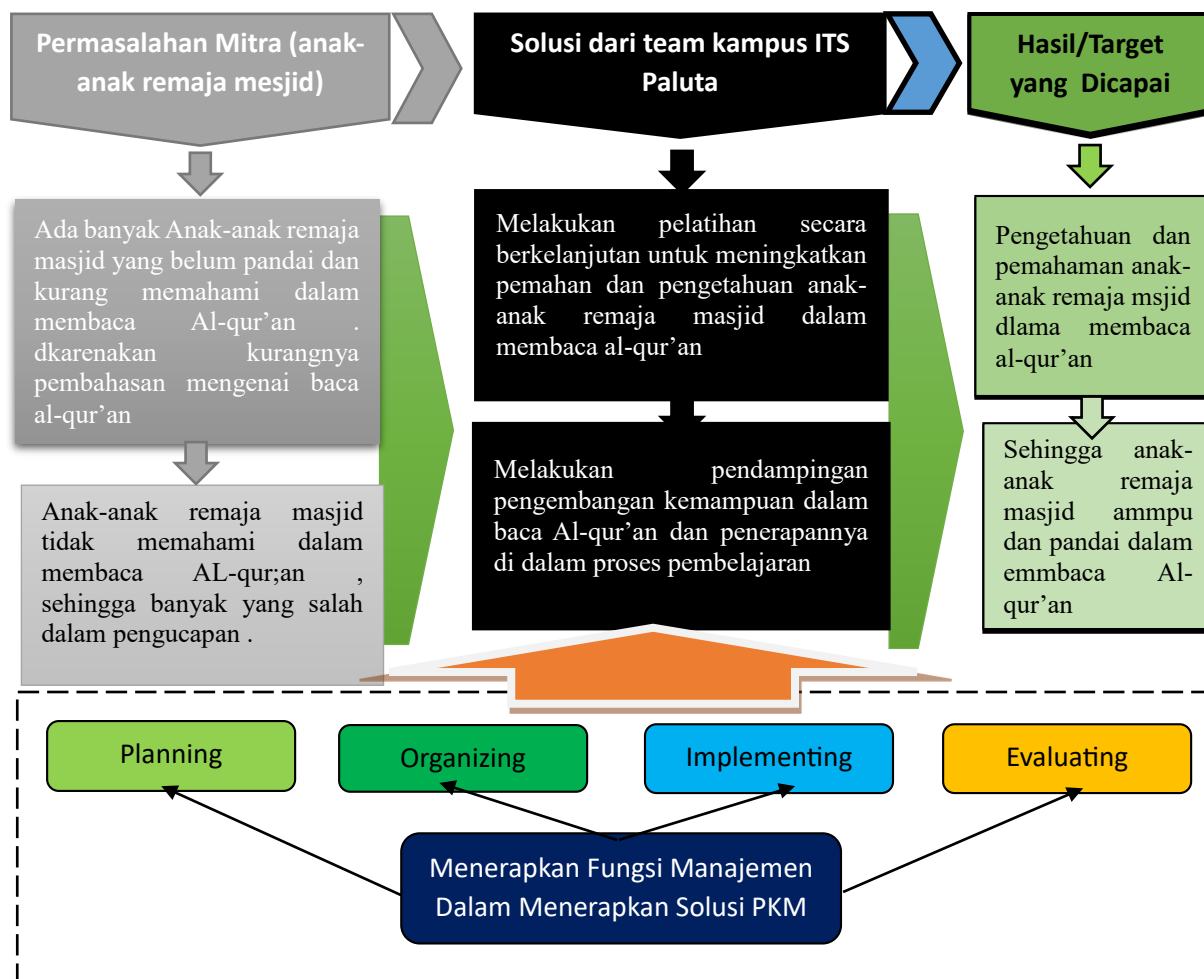 Permasalahan Mitra (anak-
anak remaja mesjid)
Solusi dari team kampus ITS
Paluta
Hasil/Target
yang Dicapai
Ada banyak Anak-anak remaja
masjid yang belum pandai dan
kurang memahami dalam
membaca Al-qur’an .
dkarenakan kurangnya
pembahasan mengenai baca
al-qur’an
Anak-anak remaja masjid
tidak memahami dalam
membaca AL-qur;an ,
sehingga banyak yang salah
dalam pengucapan .
Melakukan pelatihan secara
berkelanjutan untuk meningkatkan
pemahan dan pengetahuan anak-
anak remaja masjid dalam
membaca al-qur’an
Melakukan pendampingan
pengembangan kemampuan dalam
baca Al-qur’an dan penerapannya
di dalam proses pembelajaran
Pengetahuan dan
pemahaman anak-
anak remaja msjid
dlama membaca
al-qur’an
Sehingga anak-
anak remaja
masjid ammpu
dan pandai dalam
emmbaca Al-
qur’an
Planning
Organizing
Implementing
Evaluating
Menerapkan Fungsi Manajemen
Dalam Menerapkan Solusi PKM